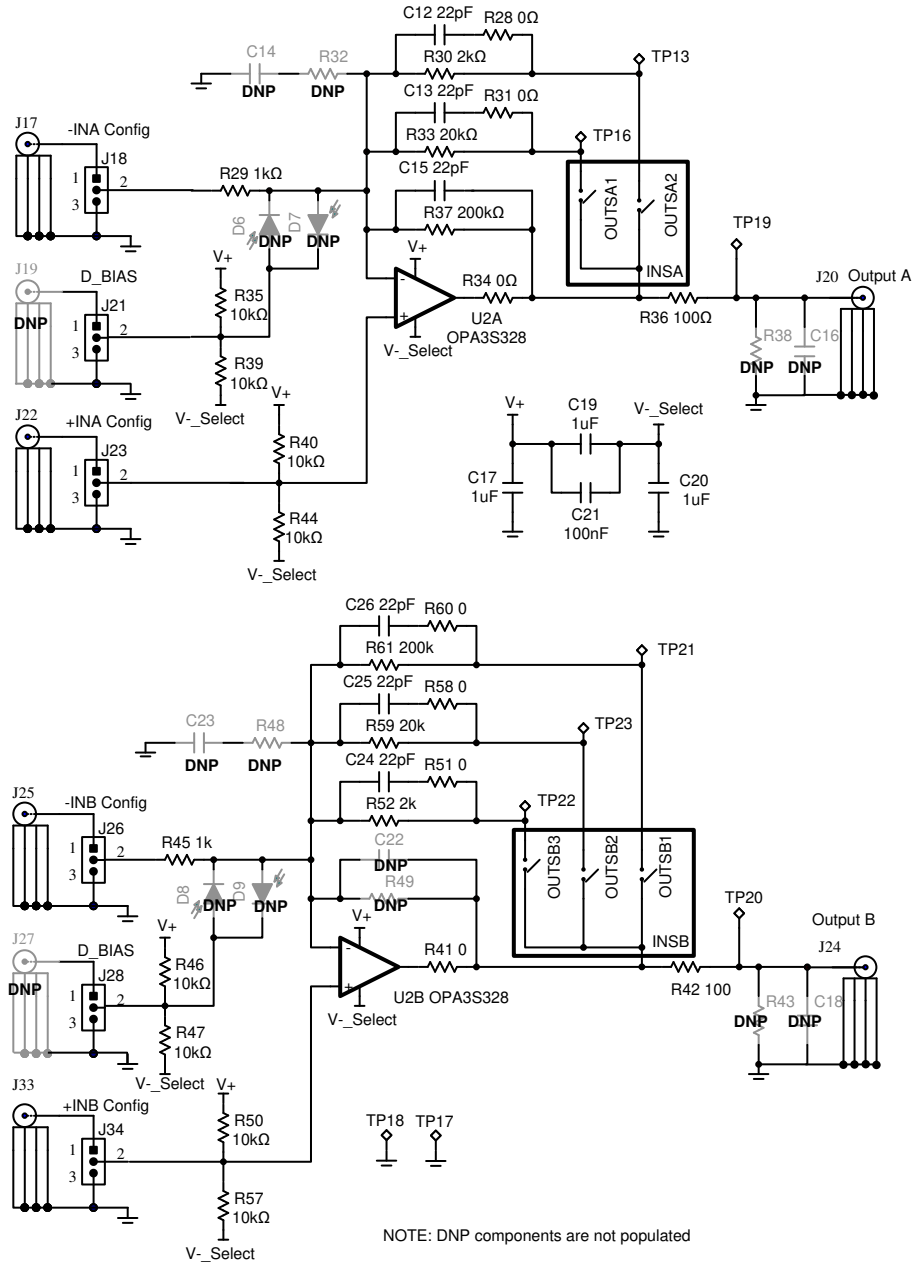 C12 22pF R28 0Ω
C14 R32 R30 2kΩ TP13
DNP DNP C13 22pF R31 0Ω
J17 -INA Config
R33 20kΩ TP16
J18 C15 22pF
1 2 R29 1kΩ
3
R37 200kΩ
OUTSA1 OUTSA2
D6 DNP D7 DNP
V+ V+ TP19
J19 D_BIAS
INSA
J20 Output A
DNP J21 R35 10kΩ
- R34 0Ω
1 2
3
+ U2A OPA3S328
R36 100Ω
V-_Select
R38 DNP C16 DNP
R39 10kΩ
V+
V-_Select
J22 +INA Config
V+ C19 1uF V-_Select
J23 R40 10kΩ
1 2
3
C17 1uF C21 100nF C20 1uF
R44 10kΩ
V-_Select
C26 22pF R60 0
R61 200k TP21
C25 22pF R58 0
C23 R48 R59 20k TP23
DNP DNP C24 22pF R51 0
J25 -INB Config
R52 2k TP22
J26 R45 1k C22 DNP
1 2
3
OUTSB3 OUTSB2 OUTSB1
D8 DNP D9 DNP
R49 DNP
V+ V+ TP20
J27 D_BIAS
INSB
Output B
DNP J28 R46 10kΩ
- R41 0
J24
1 2
3
+ U2B OPA3S328
R42 100
V-_Select
R43 DNP C18 DNP
R47 10kΩ
V-_Select
J33 V+
+INB Config
J34 R50 10kΩ
1 2
3
TP18 TP17
R57 10kΩ
V-_Select
NOTE: DNP components are not populated